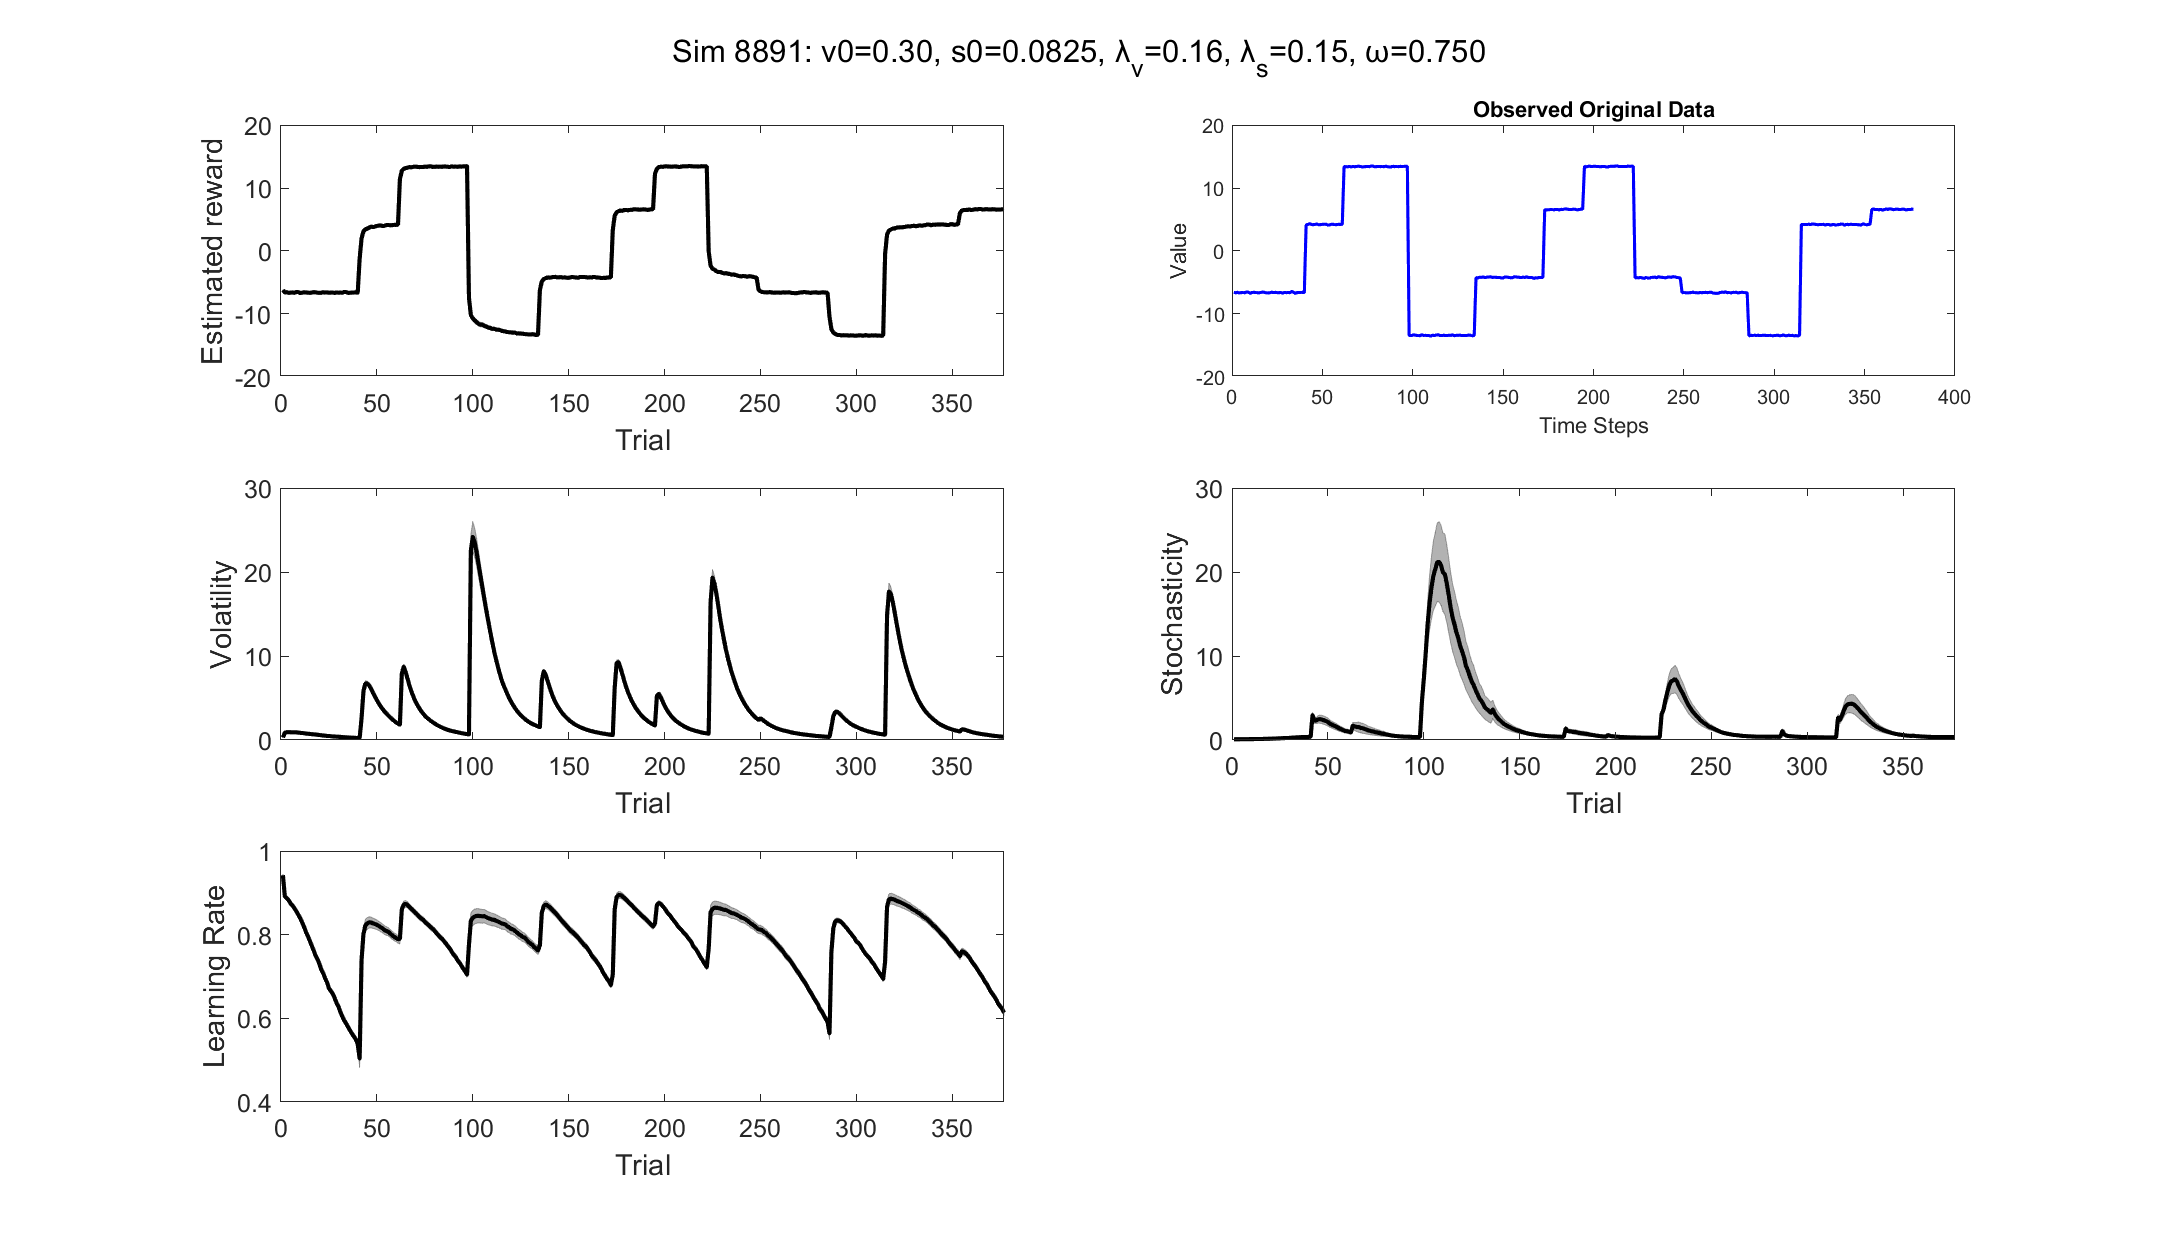 Sim 8891: v0=0.30, s0=0.0825, λ_v=0.16, λ_s=0.15, ω=0.750
Estimated reward
20
10
0
-10
-20
0 50 100 150 200 250 300 350
Trial
Observed Original Data
Value
20
10
0
-10
-20
0 50 100 150 200 250 300 350 400
Time Steps
Volatility
30
20
10
0
0 50 100 150 200 250 300 350
Trial
Stochasticity
30
20
10
0
0 50 100 150 200 250 300 350
Trial
Learning Rate
1
0.8
0.6
0.4
0 50 100 150 200 250 300 350
Trial